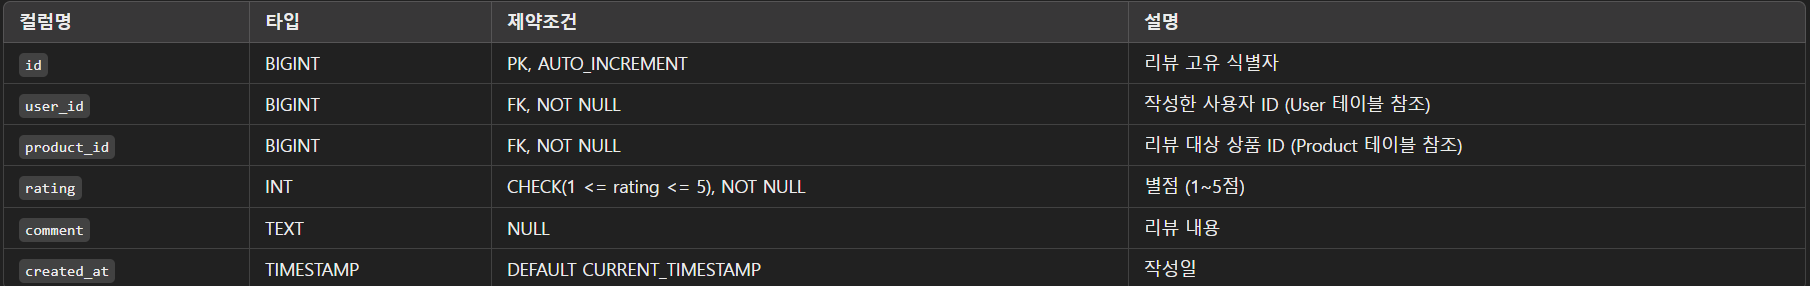 컬럼명 타입 제약조건 설명
id BIGINT PK, AUTO_INCREMENT 리뷰 고유 식별자
user_id BIGINT FK, NOT NULL 작성한 사용자 ID (User 테이블 참조)
product_id BIGINT FK, NOT NULL 리뷰 대상 상품 ID (Product 테이블 참조)
rating INT CHECK(1 <= rating <= 5), NOT NULL 별점 (1~5점)
comment TEXT NULL 리뷰 내용
created_at TIMESTAMP DEFAULT CURRENT_TIMESTAMP 작성일